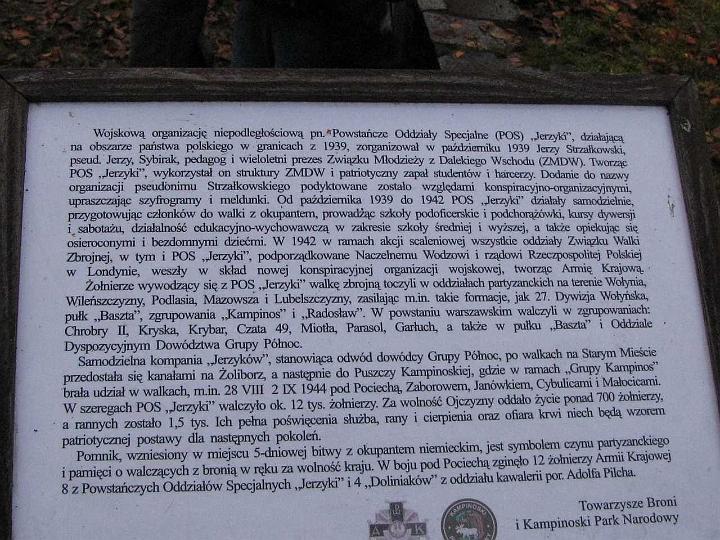 Wojskową organizację niepodległościową pn. "Powstańcze Oddziały Specjalne (POS) „Jerzyki”, działającą
na obszarze państwa polskiego w granicach z 1939, zorganizował w październiku 1939 Jerzy Strzałkowski,
pseud. Jerzy, Sybirak, pedagog i wieloletni prezes Związku Młodzieży z Dalekiego Wschodu (ZMDW). Tworząc
POS „Jerzyki”, wykorzystał on struktury ZMDW i patriotyczny zapał studentów i harcerzy. Dodanie do nazwy
organizacji pseudonimu Strzałkowskiego podyktowane zostało względami konspiracyjno-organizacyjnymi,
upraszczając szyfrogramy i meldunki. Od października 1939 do 1942 POS „Jerzyki” działały samodzielnie,
przygotowując członków do walki z okupantem, prowadząc szkoły podoficerskie i podchorążówki, kursy dywersji
i sabotażu, działalność edukacyjno-wychowawczą w zakresie szkoły średniej i wyższej, a także opiekując się
osieroconymi i bezdomnymi dziećmi. W 1942 w ramach akcji scaleniowej wszystkie oddziały Związku Walki
Zbrojnej, w tym i POS „Jerzyki”, podporządkowane Naczelnemu Wodzowi i rządowi Rzeczpospolitej Polskiej
w Londynie, weszły w skład nowej konspiracyjnej organizacji wojskowej, tworząc Armię Krajową.
Żołnierze wywodzący się z POS „Jerzyki” walkę zbrojną toczyli w oddziałach partyzanckich na terenie Wołynia,
Wileńszczyzny, Podlasia, Mazowsza i Lubelszczyzny, zasilając m.in. takie formacje, jak 27. Dywizja Wołyńska,
pułk „Baszta”, zgrupowania „Kampinos” i „Radosław”. W powstaniu warszawskim walczyli w zgrupowaniach:
Chrobry II, Kryska, Krybar, Czata 49, Miotła, Parasol, Garłuch, a także w pułku „Baszta” i Oddziale
Dyspozycyjnym Dowództwa Grupy Północ.
Samodzielna kompania „Jerzyków”, stanowiąca odwód dowódcy Grupy Północ, po walkach na Starym Mieście
przedostała się kanałami na Żoliborz, a następnie do Puszczy Kampinoskiej, gdzie w ramach „Grupy Kampinos”
brała udział w walkach, m.in. 28 VIII 2 IX 1944 pod Pociechą, Zaborowem, Janówkiem, Cybulicami i Małocicami.
W szeregach POS „Jerzyki” walczyło ok. 12 tys. żołnierzy. Za wolność Ojczyzny oddało życie ponad 700 żołnierzy,
a rannych zostało 1,5 tys. Ich pełna poświęcenia służba, rany i cierpienia oraz ofiara krwi niech będą wzorem
patriotycznej postawy dla następnych pokoleń.
Pomnik, wzniesiony w miejscu 5-dniowej bitwy z okupantem niemieckim, jest symbolem czynu partyzanckiego
i pamięci o walczących z bronią w ręku za wolność kraju. W boju pod Pociechą zginęło 12 żołnierzy Armii Krajowej
8 z Powstańczych Oddziałów Specjalnych „Jerzyki” i 4 „Doliniaków” z oddziału kawalerii por. Adolfa Pilcha.
Towarzysze Broni
i Kampinoski Park Narodowy
A K
KAMPINOSKI